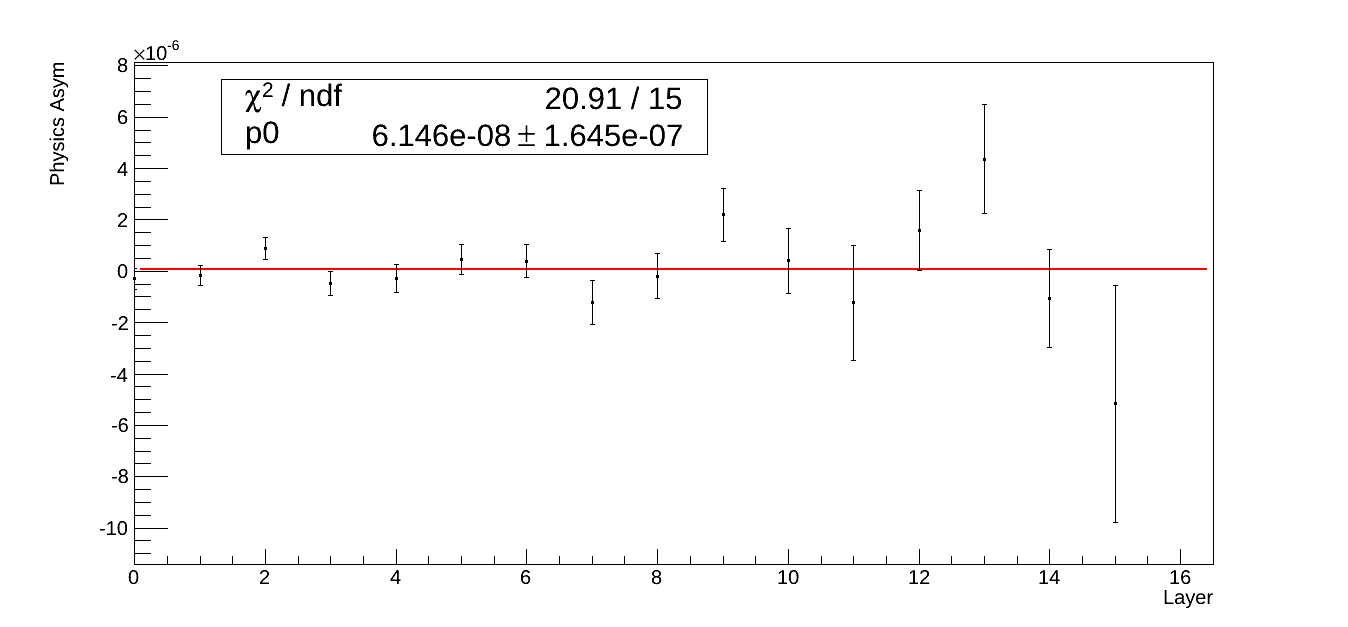 ×10-6
Physics Asym
χ2 / ndf 20.91 / 15
p0 6.146e-08 ± 1.645e-07
8
6
4
2
0
-2
-4
-6
-8
-10
0 2 4 6 8 10 12 14 16
Layer